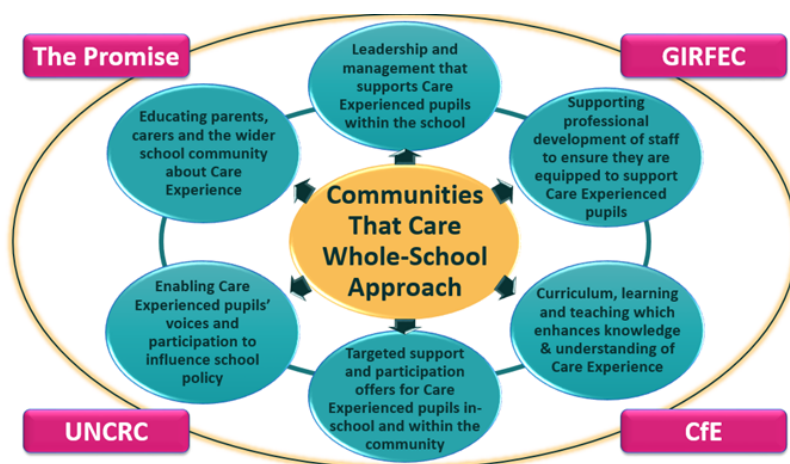 The Promise
GIRFEC
Leadership and
management that
supports Care
Experienced pupils
within the school
Educating parents,
carers and the wider
school community
about Care
Experience
Supporting
professional
development of staff
to ensure they are
equipped to support
Care Experienced
pupils
Communities
That Care
Whole-School
Approach
Enabling Care
Experienced pupils'
voices and
participation to
influence school
policy
Curriculum, learning
and teaching which
enhances knowledge
& understanding of
Care Experience
Targeted support
and participation
offers for Care
Experienced pupils in-
school and within the
community
UNCRC
CfE